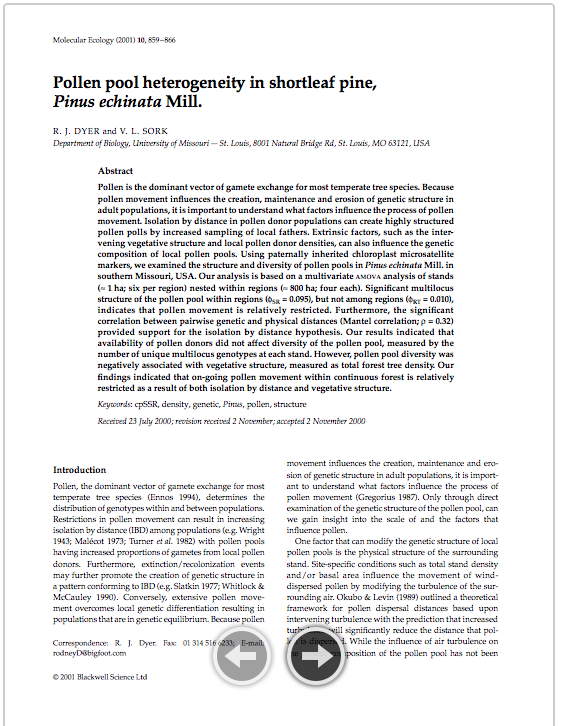 Molecular Ecology (2001) 10, 859–866
Pollen pool heterogeneity in shortleaf pine,
Pinus echinata Mill.
R. J. DYER and V. L. SORK
Department of Biology, University of Missouri — St. Louis, 8001 Natural Bridge Rd, St. Louis, MO 63121, USA
Abstract
Pollen is the dominant vector of gamete exchange for most temperate tree species. Because
pollen movement influences the creation, maintenance and erosion of genetic structure in
adult populations, it is important to understand what factors influence the process of pollen
movement. Isolation by distance in pollen donor populations can create highly structured
pollen polls by increased sampling of local fathers. Extrinsic factors, such as the inter-
vening vegetative structure and local pollen donor densities, can also influence the genetic
composition of local pollen pools. Using paternally inherited chloroplast microsatellite
markers, we examined the structure and diversity of pollen pools in Pinus echinata Mill. in
southern Missouri, USA. Our analysis is based on a multivariate AMOVA analysis of stands
(≈ 1 ha; six per region) nested within regions (≈ 800 ha; four each). Significant multilocus
structure of the pollen pool within regions (ϕSR = 0.095), but not among regions (ϕRT = 0.010),
indicates that pollen movement is relatively restricted. Furthermore, the significant
correlation between pairwise genetic and physical distances (Mantel correlation; ρ = 0.32)
provided support for the isolation by distance hypothesis. Our results indicated that
availability of pollen donors did not affect diversity of the pollen pool, measured by the
number of unique multilocus genotypes at each stand. However, pollen pool diversity was
negatively associated with vegetative structure, measured as total forest tree density. Our
findings indicated that on-going pollen movement within continuous forest is relatively
restricted as a result of both isolation by distance and vegetative structure.
Keywords: cpSSR, density, genetic, Pinus, pollen, structure
Received 23 July 2000; revision received 2 November; accepted 2 November 2000
Introduction
Pollen, the dominant vector of gamete exchange for most
temperate tree species (Ennos 1994), determines the
distribution of genotypes within and between populations.
Restrictions in pollen movement can result in increasing
isolation by distance (IBD) among populations (e.g. Wright
1943; Malécot 1973; Turner et al. 1982) with pollen pools
having increased proportions of gametes from local pollen
donors. Furthermore, extinction/recolonization events
may further promote the creation of genetic structure in
a pattern conforming to IBD (e.g. Slatkin 1977; Whitlock &
McCauley 1990). Conversely, extensive pollen move-
ment overcomes local genetic differentiation resulting in
populations that are in genetic equilibrium. Because pollen
Correspondence: R. J. Dyer. Fax: 01 314 516 6233; E-mail:
rodneyD@bigfoot.com
© 2001 Blackwell Science Ltd
movement influences the creation, maintenance and ero-
sion of genetic structure in adult populations, it is import-
ant to understand what factors influence the process of
pollen movement (Gregorius 1987). Only through direct
examination of the genetic structure of the pollen pool, can
we gain insight into the scale of and the factors that
influence pollen.
One factor that can modify the genetic structure of local
pollen pools is the physical structure of the surrounding
stand. Site-specific conditions such as total stand density
and/or basal area influence the movement of wind-
dispersed pollen by modifying the turbulence of the sur-
rounding air. Okubo & Levin (1989) outlined a theoretical
framework for pollen dispersal distances based upon
intervening turbulence with the prediction that increased
will significantly reduce the distance that pol-
is While the influence of air turbulence on
position of the pollen pool has not been